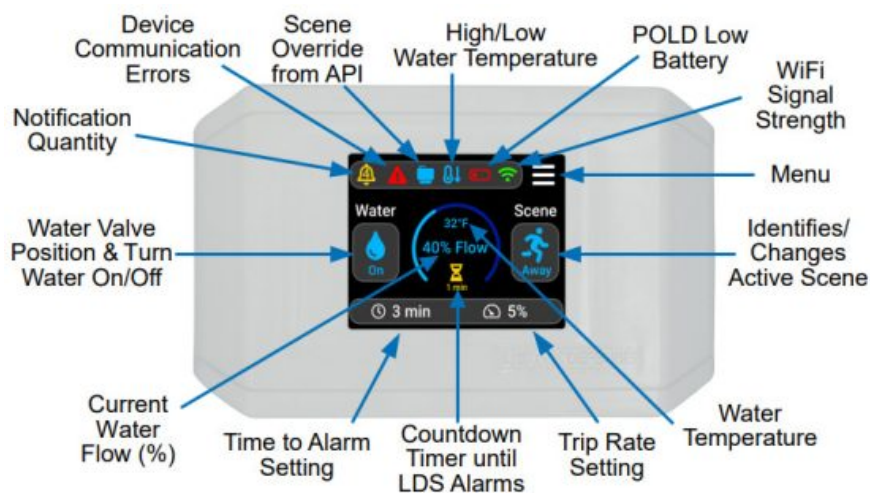 Device
Communication
Errors
Scene
Override
from API
High/Low
Water Temperature
POLD Low
Battery
WiFi
Signal
Strength
Notification
Quantity
Menu
Water
Scene
32°F
40% Flow
On
Away
1 min
3 min
5%
Water Valve
Position & Turn
Water On/Off
Identifies/
Changes
Active Scene
Current
Water
Flow (%)
Time to Alarm
Setting
Countdown
Timer until
LDS Alarms
Trip Rate
Setting
Water
Temperature